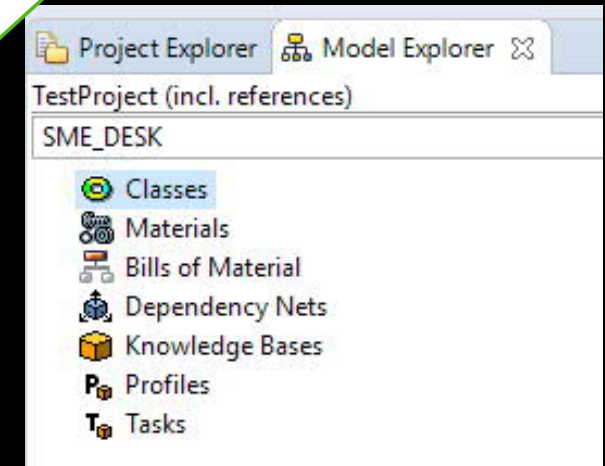 Project Explorer Model Explorer
TestProject (incl. references)
SME_DESK
Classes
Materials
Bills of Material
Dependency Nets
Knowledge Bases
Profiles
Tasks